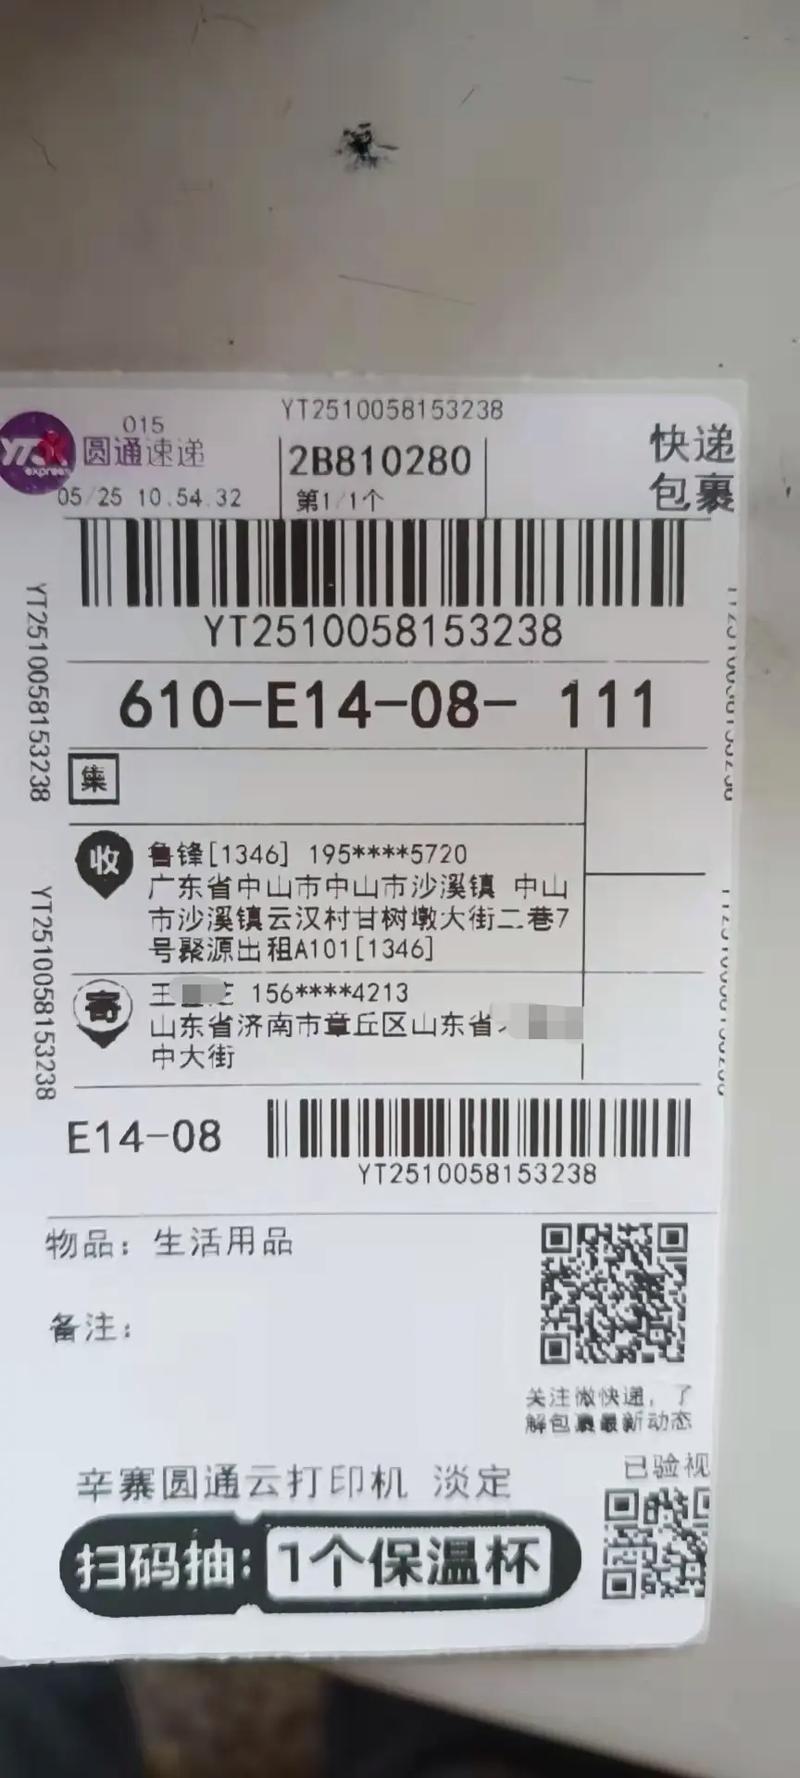 YT2510058153238
015
圆通速递
express
2B810280
快递
包裹
05/25 10.54.32
第1/1个
YT2510058153238
YT2510058153238
610-E14-08- 111
集
收
鲁锋[1346] 195****5720
广东省中山市中山市沙溪镇 中山
市沙溪镇云汉村甘树墩大街二巷7
号聚源出租A101[1346]
YT2510058153238
寄
王 156****4213
山东省济南市章丘区山东省
中大街
E14-08
YT2510058153238
物品：生活用品
备注：
关注微快递，了
解包裹最新动态
已验视
辛寨圆通云打印机 淡定
扫码抽：1个保温杯